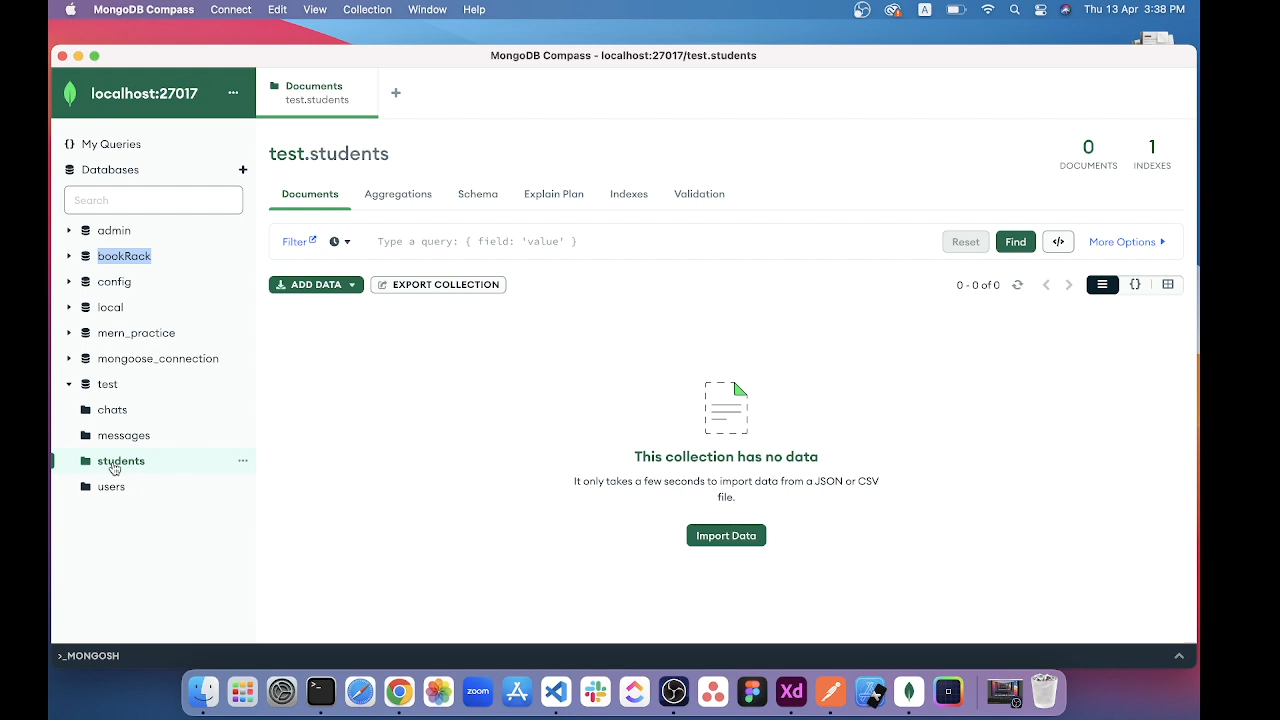 MongoDB Compass Connect Edit View Collection Window Help A Thu 13 Apr 3:38 PM
MongoDB Compass - localhost:27017/test.students
localhost:27017 ...
Documents
test.students
+
{} My Queries
Databases +
Search
admin
bookRack
config
local
mern_practice
mongoose_connection
test
chats
messages
students ...
users
test.students
0
DOCUMENTS
1
INDEXES
Documents Aggregations Schema Explain Plan Indexes Validation
Filter Type a query: { field: 'value' } Reset Find </> More Options
ADD DATA EXPORT COLLECTION 0 - 0 of 0 {}
This collection has no data
It only takes a few seconds to import data from a JSON or CSV
file.
Import Data
>_MONGOSH
zoom Xd